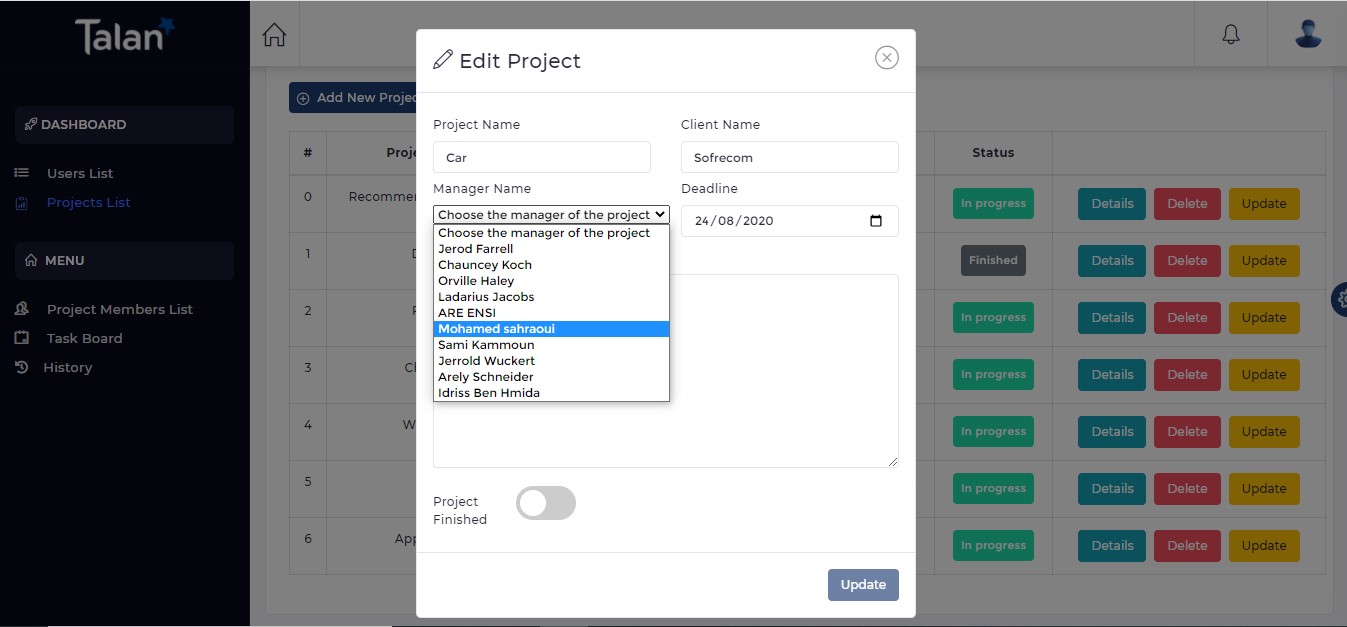 Talan
DASHBOARD
Users List
Projects List
MENU
Project Members List
Task Board
History
Add New Projec
Edit Project
Project Name
Client Name
Car
Sofrecom
Manager Name
Deadline
Choose the manager of the project
24/08/2020
Choose the manager of the project
Jerod Farrell
Chauncey Koch
Orville Haley
Ladarius Jacobs
ARE ENSI
Mohamed sahraoui
Sami Kammoun
Jerrold Wuckert
Arely Schneider
Idriss Ben Hmida
Project
Finished
Update
# Proje Status
0 Recommen In progress Details Delete Update
1 Finished Details Delete Update
2 In progress Details Delete Update
3 Ch In progress Details Delete Update
4 W In progress Details Delete Update
5 In progress Details Delete Update
6 App In progress Details Delete Update